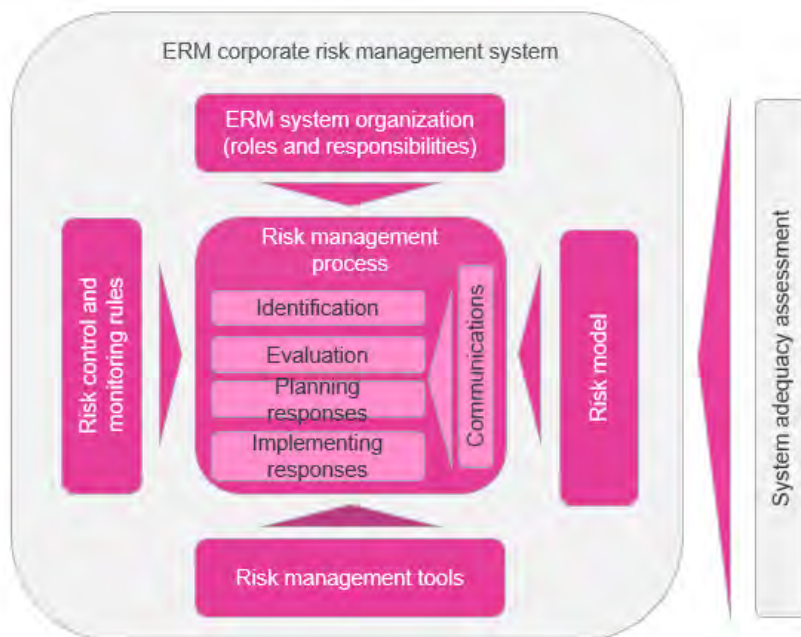 ERM corporate risk management system
ERM system organization
(roles and responsibilities)
Risk control and
monitoring rules
Risk management
process
Identification
Evaluation
Planning
responses
Implementing
responses
Communications
Risk model
Risk management tools
System adequacy assessment